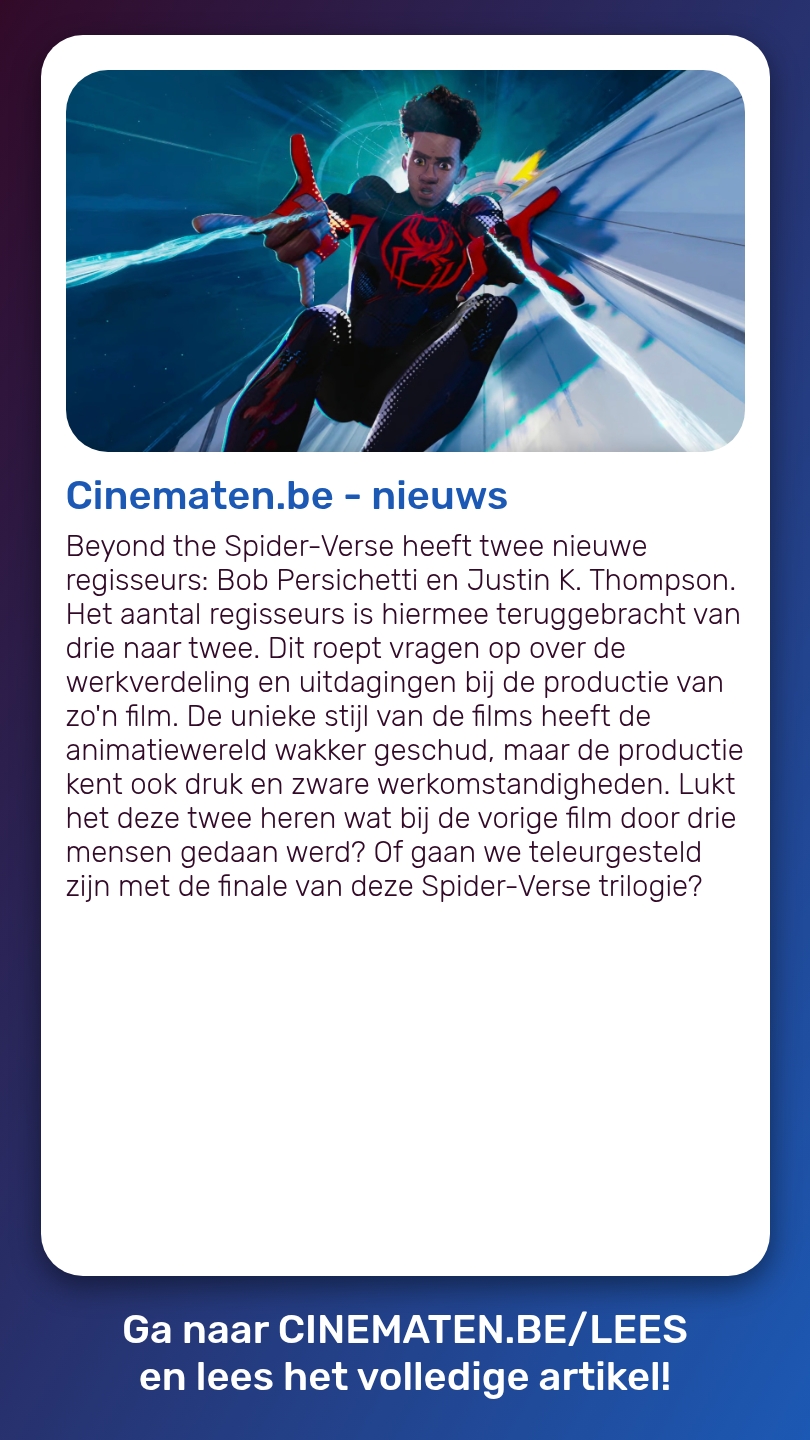 Cinematen.be - nieuws
Beyond the Spider-Verse heeft twee nieuwe
regisseurs: Bob Persichetti en Justin K. Thompson.
Het aantal regisseurs is hiermee teruggebracht van
drie naar twee. Dit roept vragen op over de
werkverdeling en uitdagingen bij de productie van
zo'n film. De unieke stijl van de films heeft de
animatiewereld wakker geschud, maar de productie
kent ook druk en zware werkomstandigheden. Lukt
het deze twee heren wat bij de vorige film door drie
mensen gedaan werd? Of gaan we teleurgesteld
zijn met de finale van deze Spider-Verse trilogie?
Ga naar CINEMATEN.BE/LEES
en lees het volledige artikel!